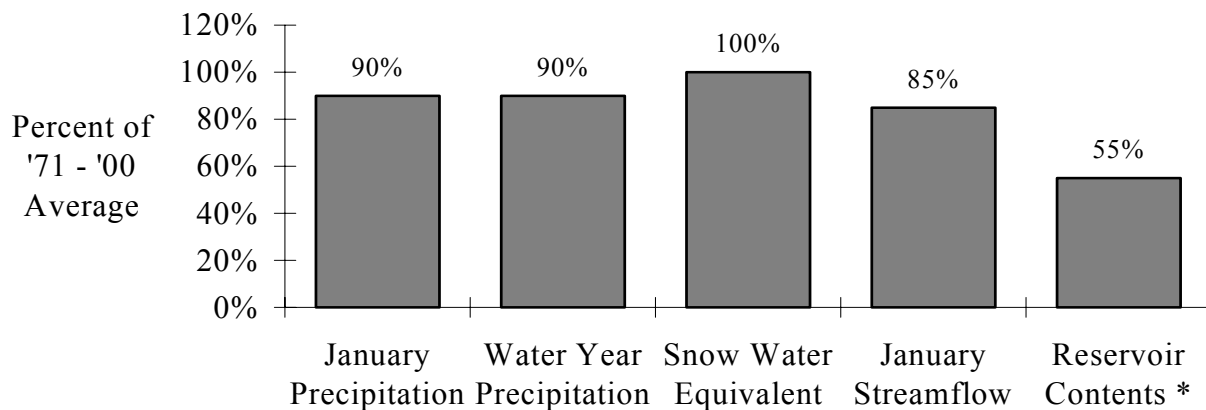 120%
100%
80%
60%
40%
20%
0%
Percent of
'71 - '00
Average
90%
90%
100%
85%
55%
January
Precipitation
Water Year
Precipitation
Snow Water
Equivalent
January
Streamflow
Reservoir
Contents *